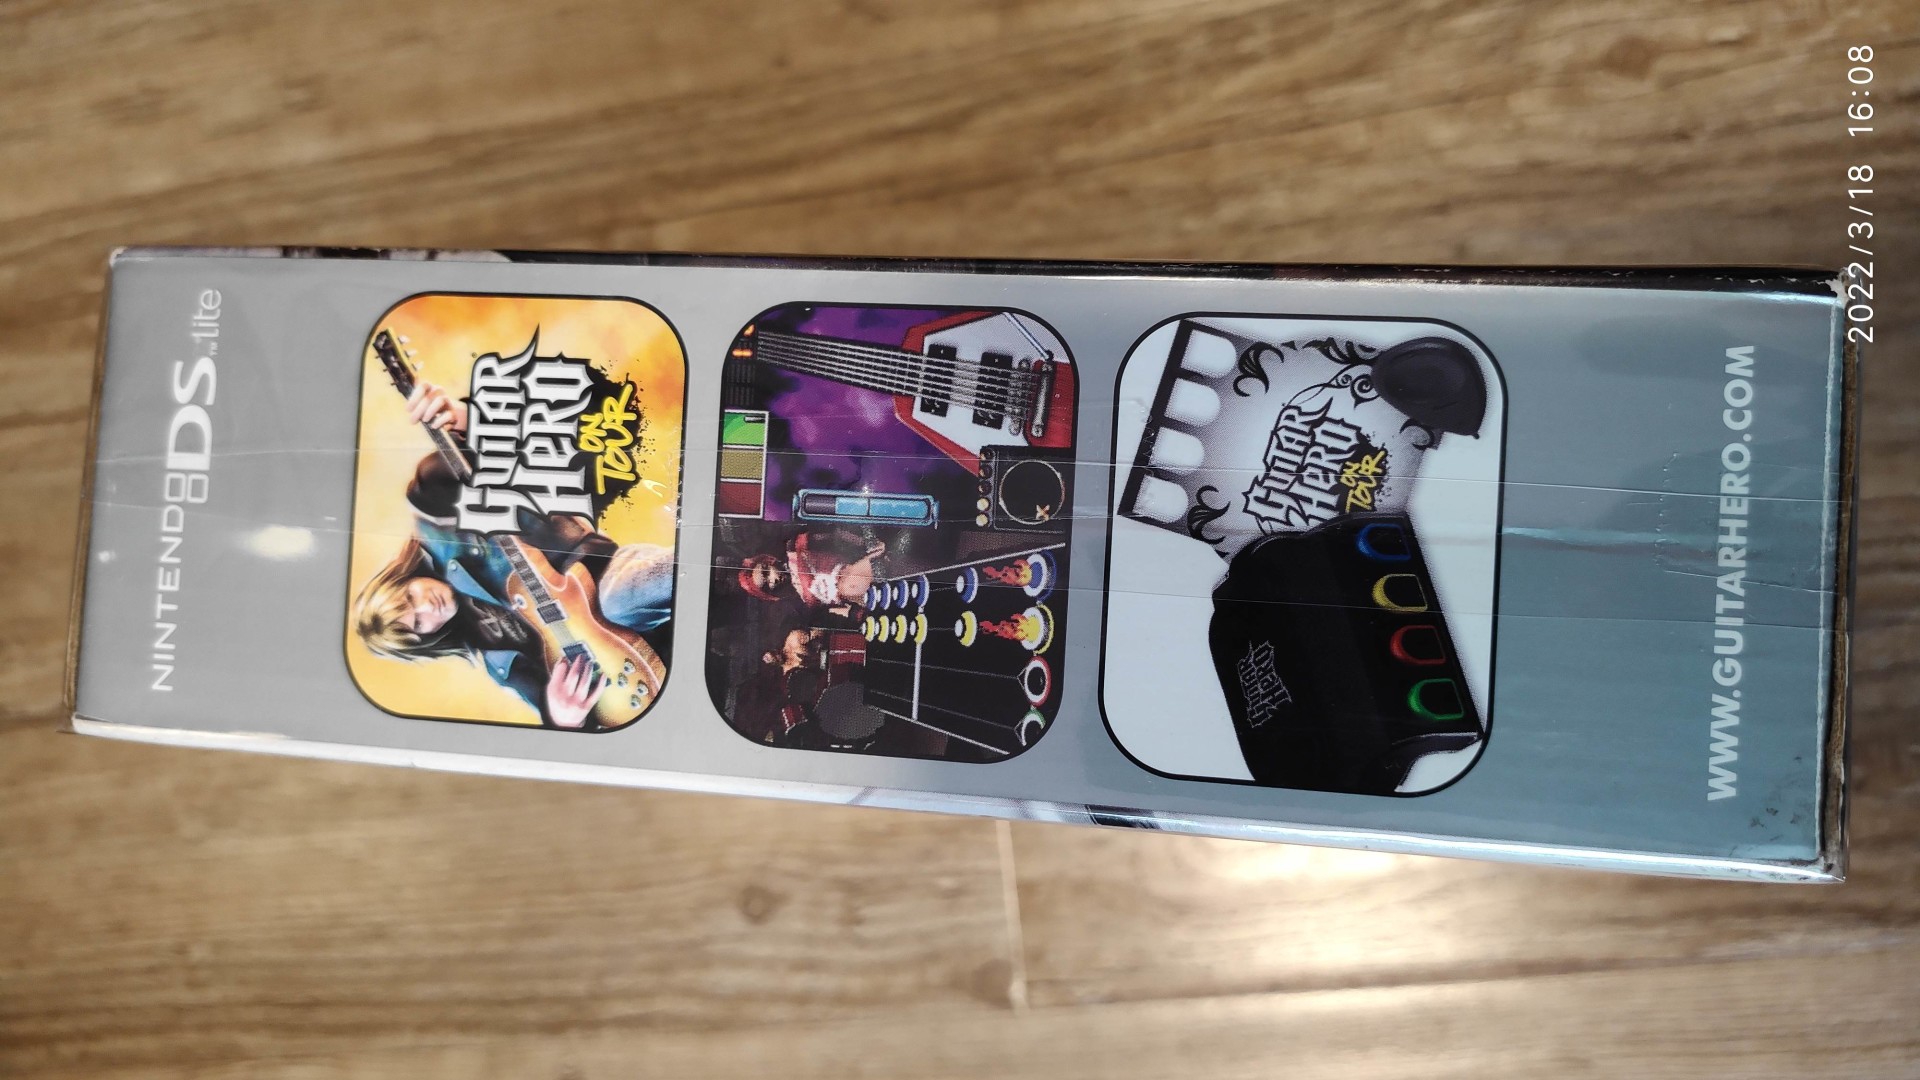 NINTENDO DS™ Lite
GUITAR
HERO
ON
TOUR
GUITAR
HERO
ON
TOUR
GUITAR
HERO
WWW.GUITARHERO.COM
2022/3/18 16:08